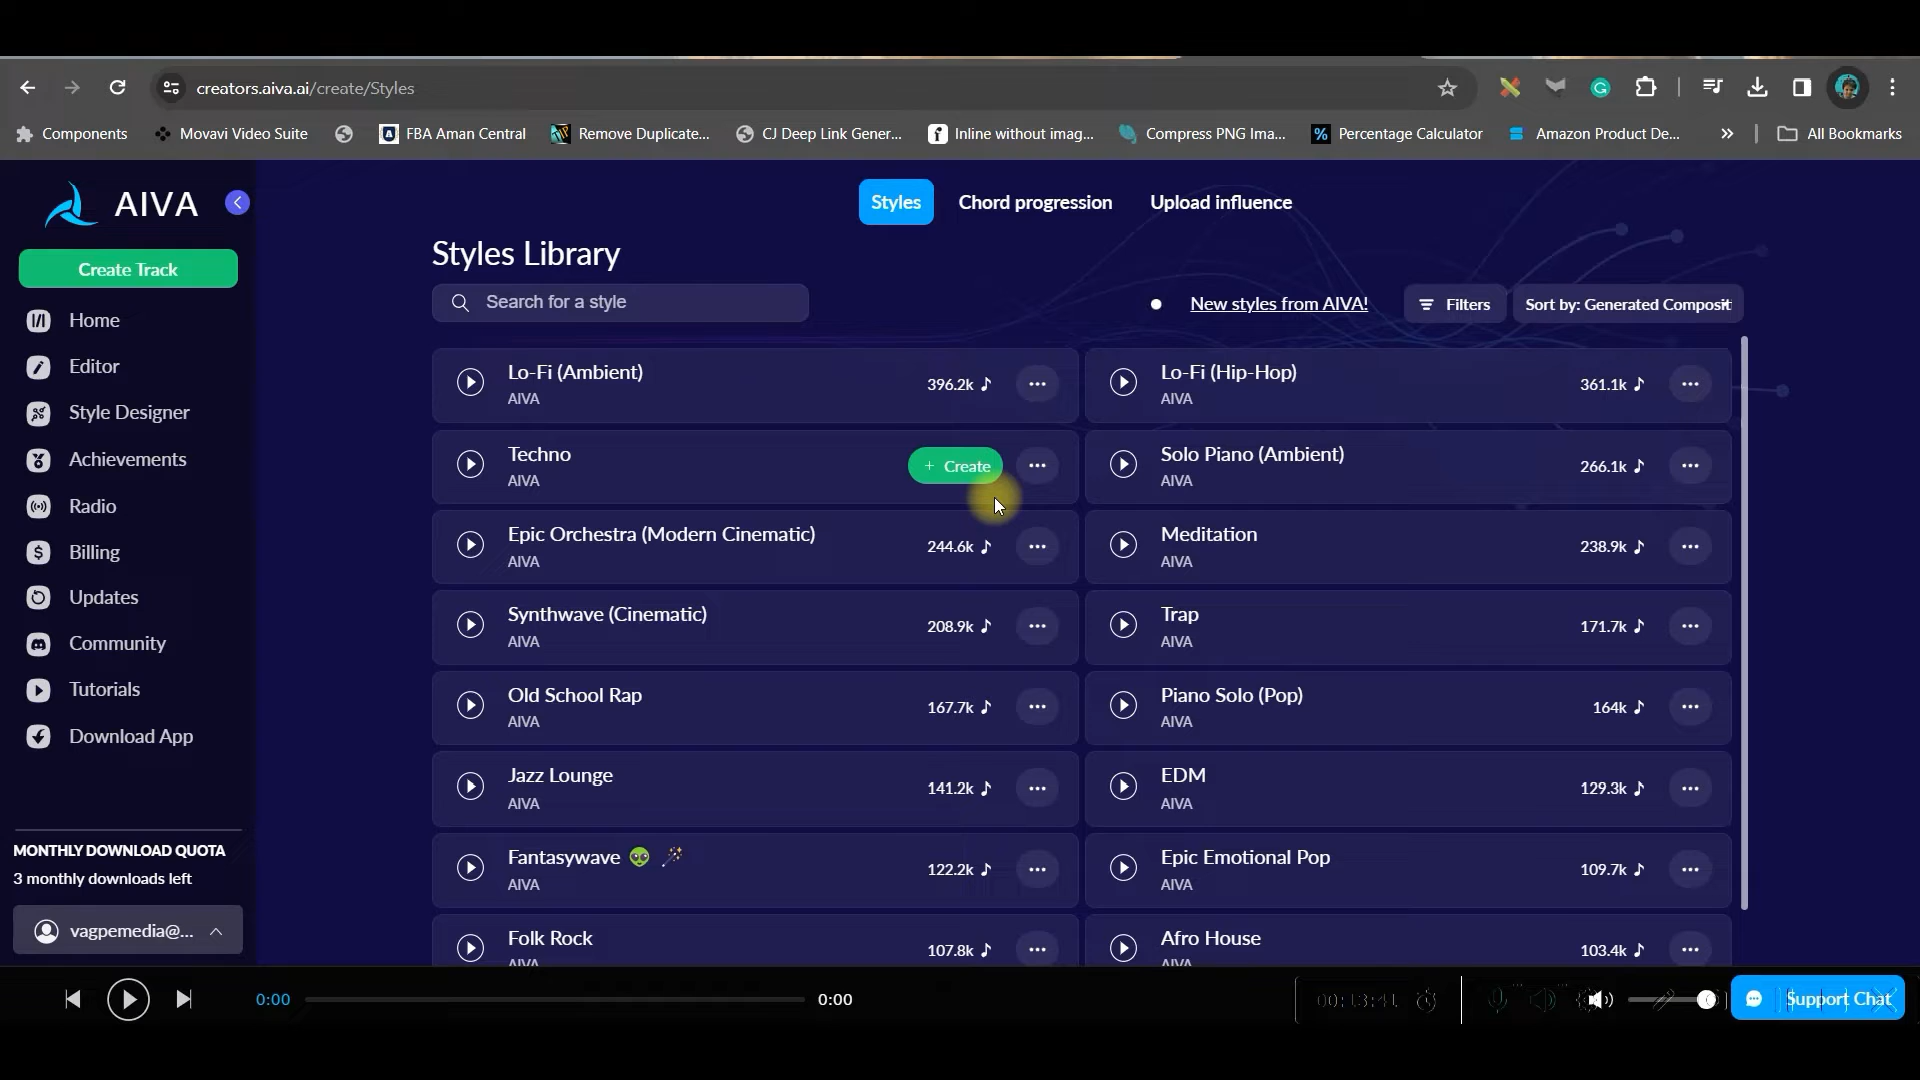 creators.aiva.ai/create/Styles
Components
Movavi Video Suite
FBA Aman Central
Remove Duplicate...
CJ Deep Link Gener...
Inline without imag...
Compress PNG Ima...
Percentage Calculator
Amazon Product De...
All Bookmarks
AIVA
Create Track
Home
Editor
Style Designer
Achievements
Radio
Billing
Updates
Community
Tutorials
Download App
MONTHLY DOWNLOAD QUOTA
3 monthly downloads left
vagpemedia@...
Styles
Chord progression
Upload influence
Styles Library
Search for a style
New styles from AIVA!
Filters
Sort by: Generated Composit
Lo-Fi (Ambient)
AIVA
396.2k
Lo-Fi (Hip-Hop)
AIVA
361.1k
Techno
AIVA
+ Create
Solo Piano (Ambient)
AIVA
266.1k
Epic Orchestra (Modern Cinematic)
AIVA
244.6k
Meditation
AIVA
238.9k
Synthwave (Cinematic)
AIVA
208.9k
Trap
AIVA
171.7k
Old School Rap
AIVA
167.7k
Piano Solo (Pop)
AIVA
164k
Jazz Lounge
AIVA
141.2k
EDM
AIVA
129.3k
Fantasywave 👽 🪄
AIVA
122.2k
Epic Emotional Pop
AIVA
109.7k
Folk Rock
AIVA
107.8k
Afro House
AIVA
103.4k
0:00
0:00
Support Chat